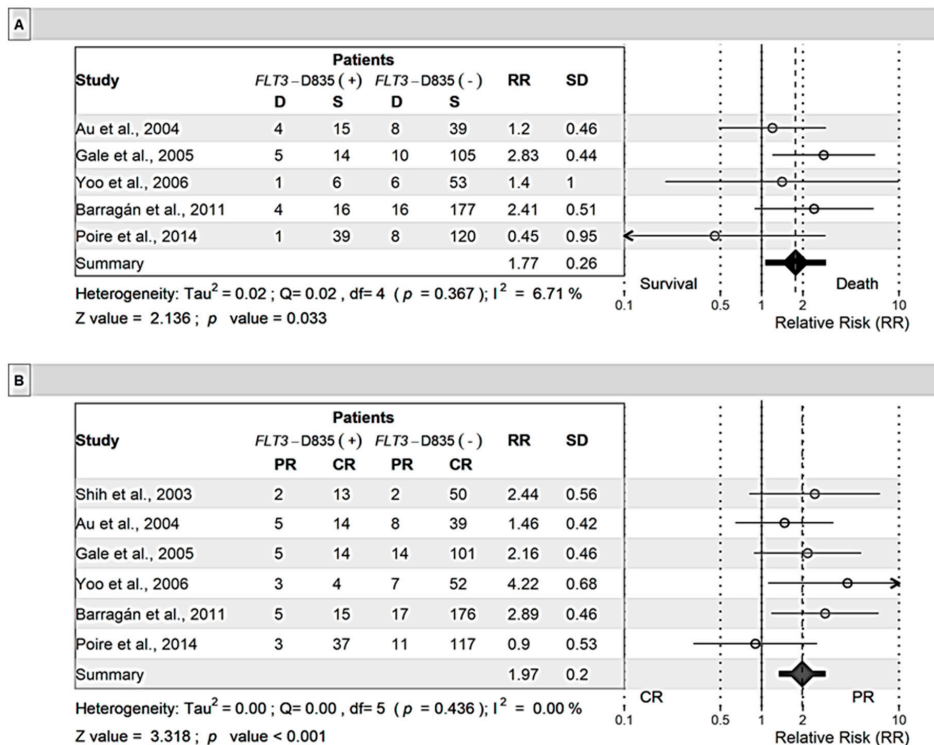 A
Patients
Study FLT3-D835 (+) FLT3-D835 (-) RR SD
D S D S
Au et al., 2004 4 15 8 39 1.2 0.46
Gale et al., 2005 5 14 10 105 2.83 0.44
Yoo et al., 2006 1 6 6 53 1.4 1
Barragán et al., 2011 4 16 16 177 2.41 0.51
Poire et al., 2014 1 39 8 120 0.45 0.95
Summary 1.77 0.26
Survival Death
Heterogeneity: Tau² = 0.02 ; Q= 0.02 , df= 4 ( p = 0.367); I² = 6.71 %
0.1 0.5 1 2 10
Z value = 2.136; p value = 0.033
Relative Risk (RR)
B
Patients
Study FLT3-D835 (+) FLT3-D835 (-) RR SD
PR CR PR CR
Shih et al., 2003 2 13 2 50 2.44 0.56
Au et al., 2004 5 14 8 39 1.46 0.42
Gale et al., 2005 5 14 14 101 2.16 0.46
Yoo et al., 2006 3 4 7 52 4.22 0.68
Barragán et al., 2011 5 15 17 176 2.89 0.46
Poire et al., 2014 3 37 11 117 0.9 0.53
Summary 1.97 0.2
CR PR
Heterogeneity: Tau² = 0.00 ; Q= 0.00 , df= 5 ( p = 0.436); I² = 0.00 %
0.1 0.5 1 2 10
Z value = 3.318; p value < 0.001
Relative Risk (RR)